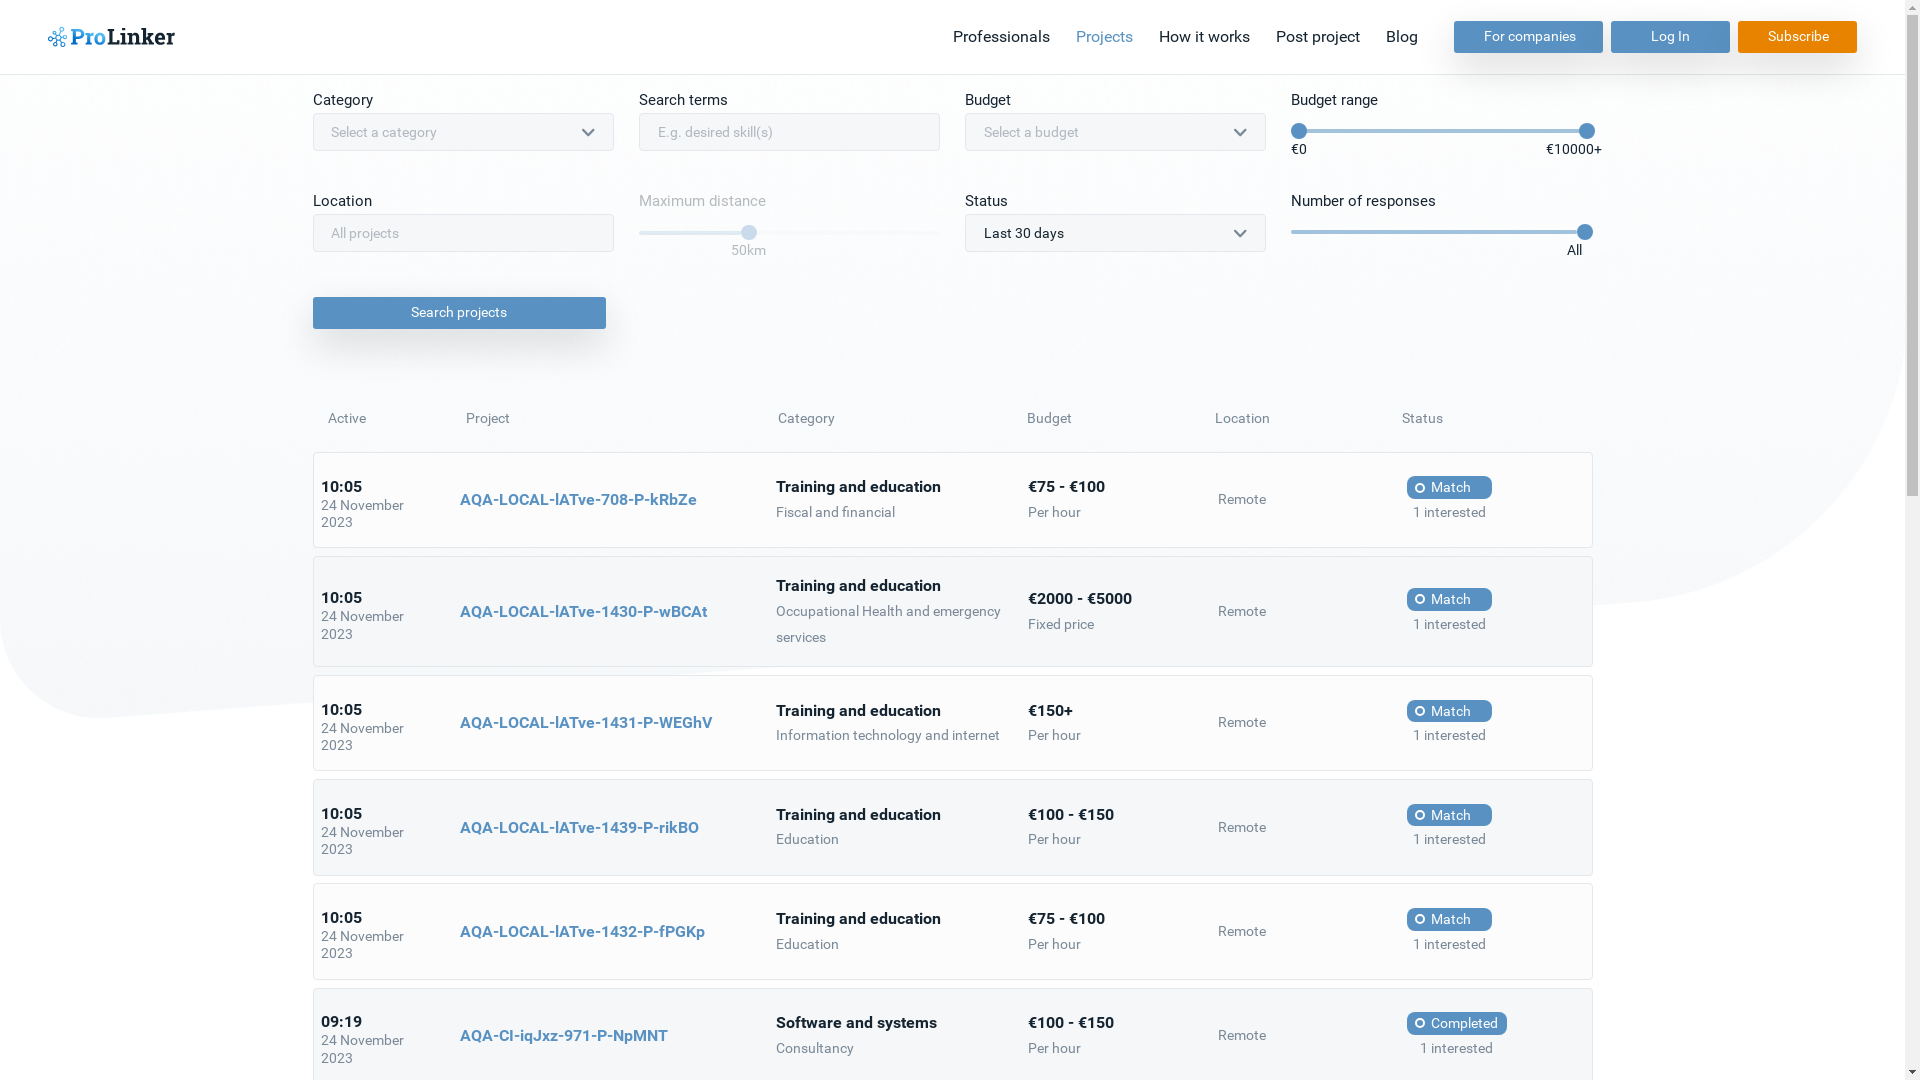 ProLinker
Professionals Projects How it works Post project Blog For companies Log In Subscribe
Category Search terms Budget Budget range
Select a category E.g. desired skill(s) Select a budget
€0 €10000+
Location Maximum distance Status Number of responses
All projects Last 30 days
50km All
Search projects
Active Project Category Budget Location Status
10:05
24 November
2023
AQA-LOCAL-lATve-708-P-kRbZe
Training and education
Fiscal and financial
€75 - €100
Per hour
Remote
Match
1 interested
10:05
24 November
2023
AQA-LOCAL-lATve-1430-P-wBCAt
Training and education
Occupational Health and emergency
services
€2000 - €5000
Fixed price
Remote
Match
1 interested
10:05
24 November
2023
AQA-LOCAL-lATve-1431-P-WEGhV
Training and education
Information technology and internet
€150+
Per hour
Remote
Match
1 interested
10:05
24 November
2023
AQA-LOCAL-lATve-1439-P-rikBO
Training and education
Education
€100 - €150
Per hour
Remote
Match
1 interested
10:05
24 November
2023
AQA-LOCAL-lATve-1432-P-fPGKp
Training and education
Education
€75 - €100
Per hour
Remote
Match
1 interested
09:19
24 November
2023
AQA-CI-iqJxz-971-P-NpMNT
Software and systems
Consultancy
€100 - €150
Per hour
Remote
Completed
1 interested